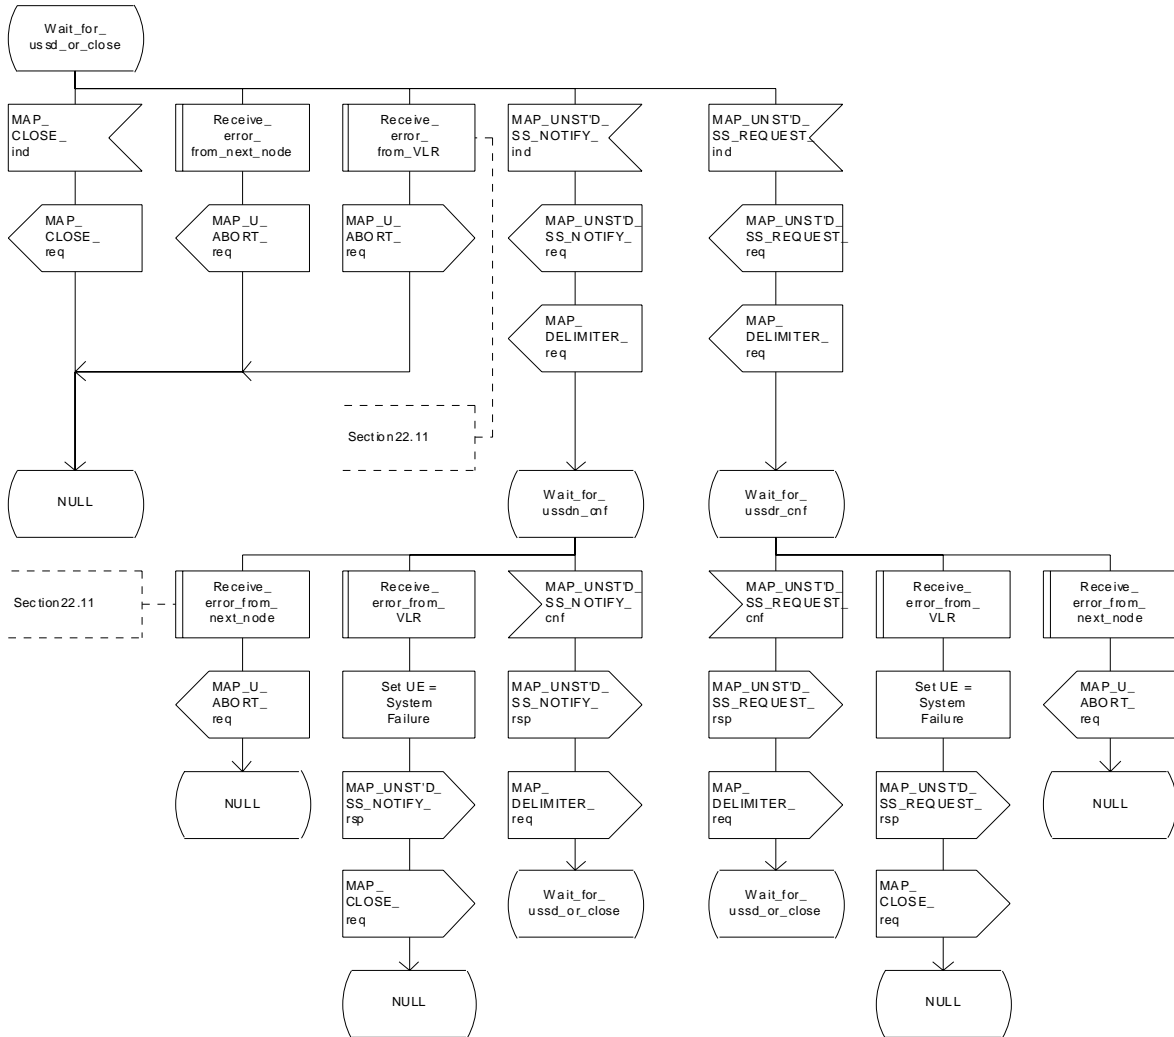 Wait_for_
ussd_or_close
MAP_
CLOSE_
ind
Receive_
error_
from_next_node
Receive_
error_
from_VLR
MAP_UNST'D_
SS_NOTIFY_
ind
MAP_UNST'D_
SS_REQUEST_
ind
MAP_
CLOSE_
req
MAP_U_
ABORT_
req
MAP_U_
ABORT_
req
MAP_UNST'D_
SS_NOTIFY_
req
MAP_UNST'D_
SS_REQUEST_
req
MAP_
DELIMITER_
req
MAP_
DELIMITER_
req
Section22.11
NULL
Wait_for_
ussdn_cnf
Wait_for_
ussdr_cnf
Section22.11
Receive_
error_from_
next_node
Receive_
error_from_
VLR
MAP_UNST'D_
SS_NOTIFY_
cnf
MAP_UNST'D_
SS_REQUEST_
cnf
Receive_
error_from_
VLR
Receive_
error_from_
next_node
MAP_U_
ABORT_
req
Set UE =
System
Failure
MAP_UNST'D_
SS_NOTIFY_
rsp
MAP_UNST'D_
SS_REQUEST_
rsp
Set UE =
System
Failure
MAP_U_
ABORT_
req
NULL
MAP_UNST'D_
SS_NOTIFY_
rsp
MAP_
DELIMITER_
req
MAP_
DELIMITER_
req
MAP_UNST'D_
SS_REQUEST_
rsp
NULL
MAP_
CLOSE_
req
Wait_for_
ussd_or_close
Wait_for_
ussd_or_close
MAP_
CLOSE_
req
NULL
NULL